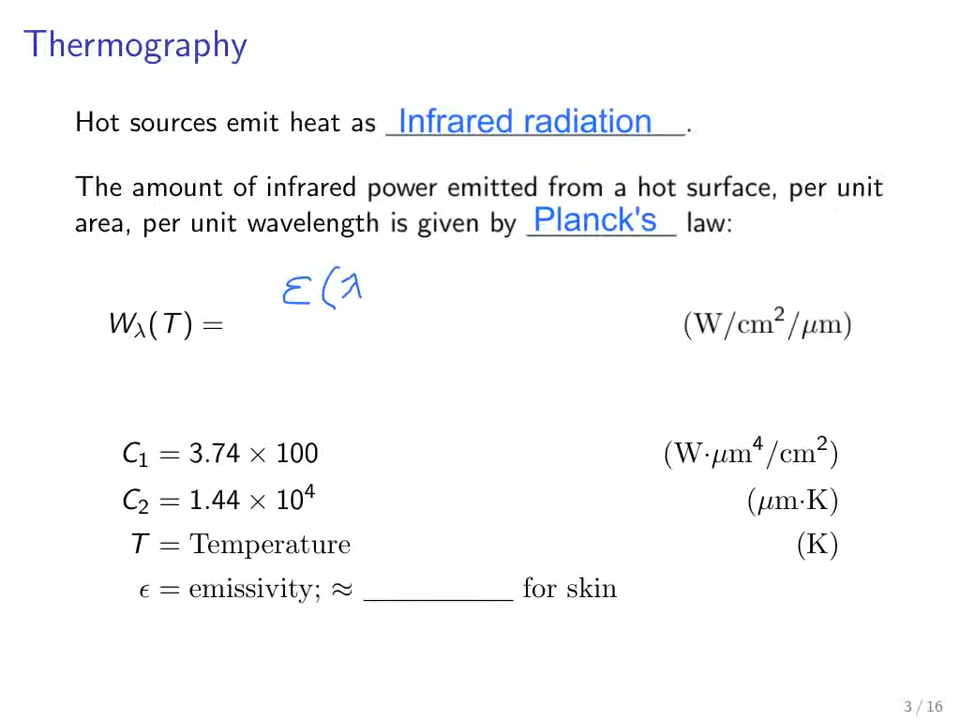 Thermography
Hot sources emit heat as Infrared radiation.
The amount of infrared power emitted from a hot surface, per unit
area, per unit wavelength is given by Planck's law:
ε(λ
W_λ(T) = (W/cm²/μm)
C₁ = 3.74 × 100 (W·μm⁴/cm²)
C₂ = 1.44 × 10⁴ (μm·K)
T = Temperature (K)
ϵ = emissivity; ≈ ________ for skin
3 / 16